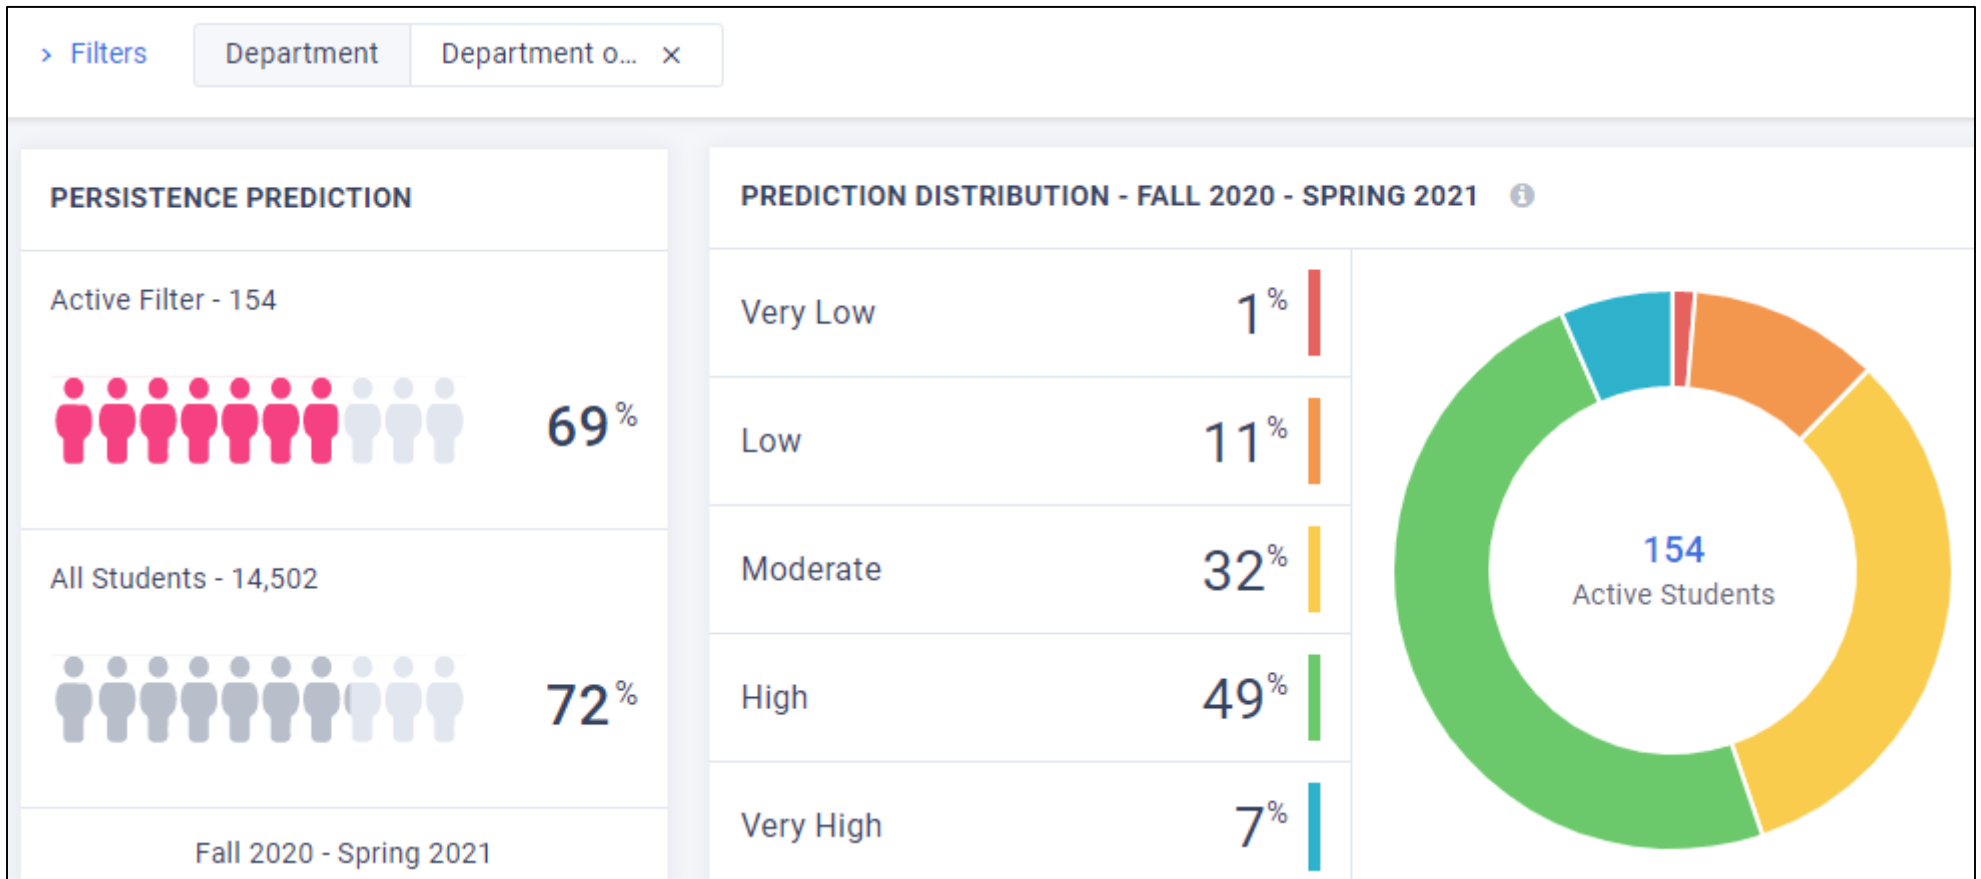 Filters
Department
Department o...
PERSISTENCE PREDICTION
Active Filter - 154
69%
All Students - 14,502
72%
Fall 2020 - Spring 2021
PREDICTION DISTRIBUTION - FALL 2020 - SPRING 2021
Very Low 1%
Low 11%
Moderate 32%
High 49%
Very High 7%
154
Active Students